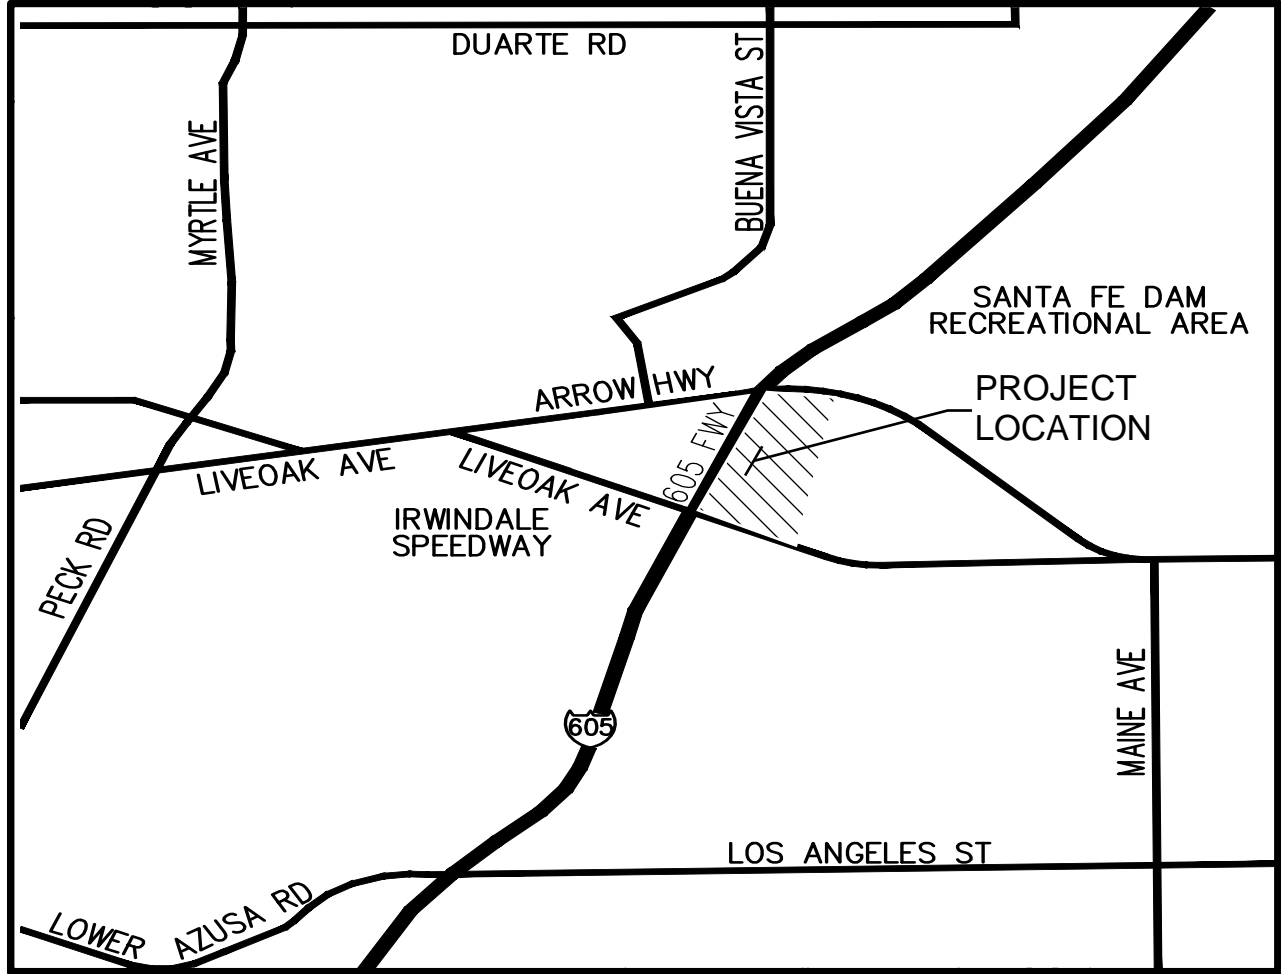 DUARTE RD
MYRTLE AVE
BUENA VISTA ST
SANTA FE DAM
RECREATIONAL AREA
ARROW HWY
PROJECT
LOCATION
605 FWY
LIVEOAK AVE
LIVEOAK AVE
IRWINDALE
SPEEDWAY
PECK RD
MAINE AVE
605
LOS ANGELES ST
LOWER AZUSA RD